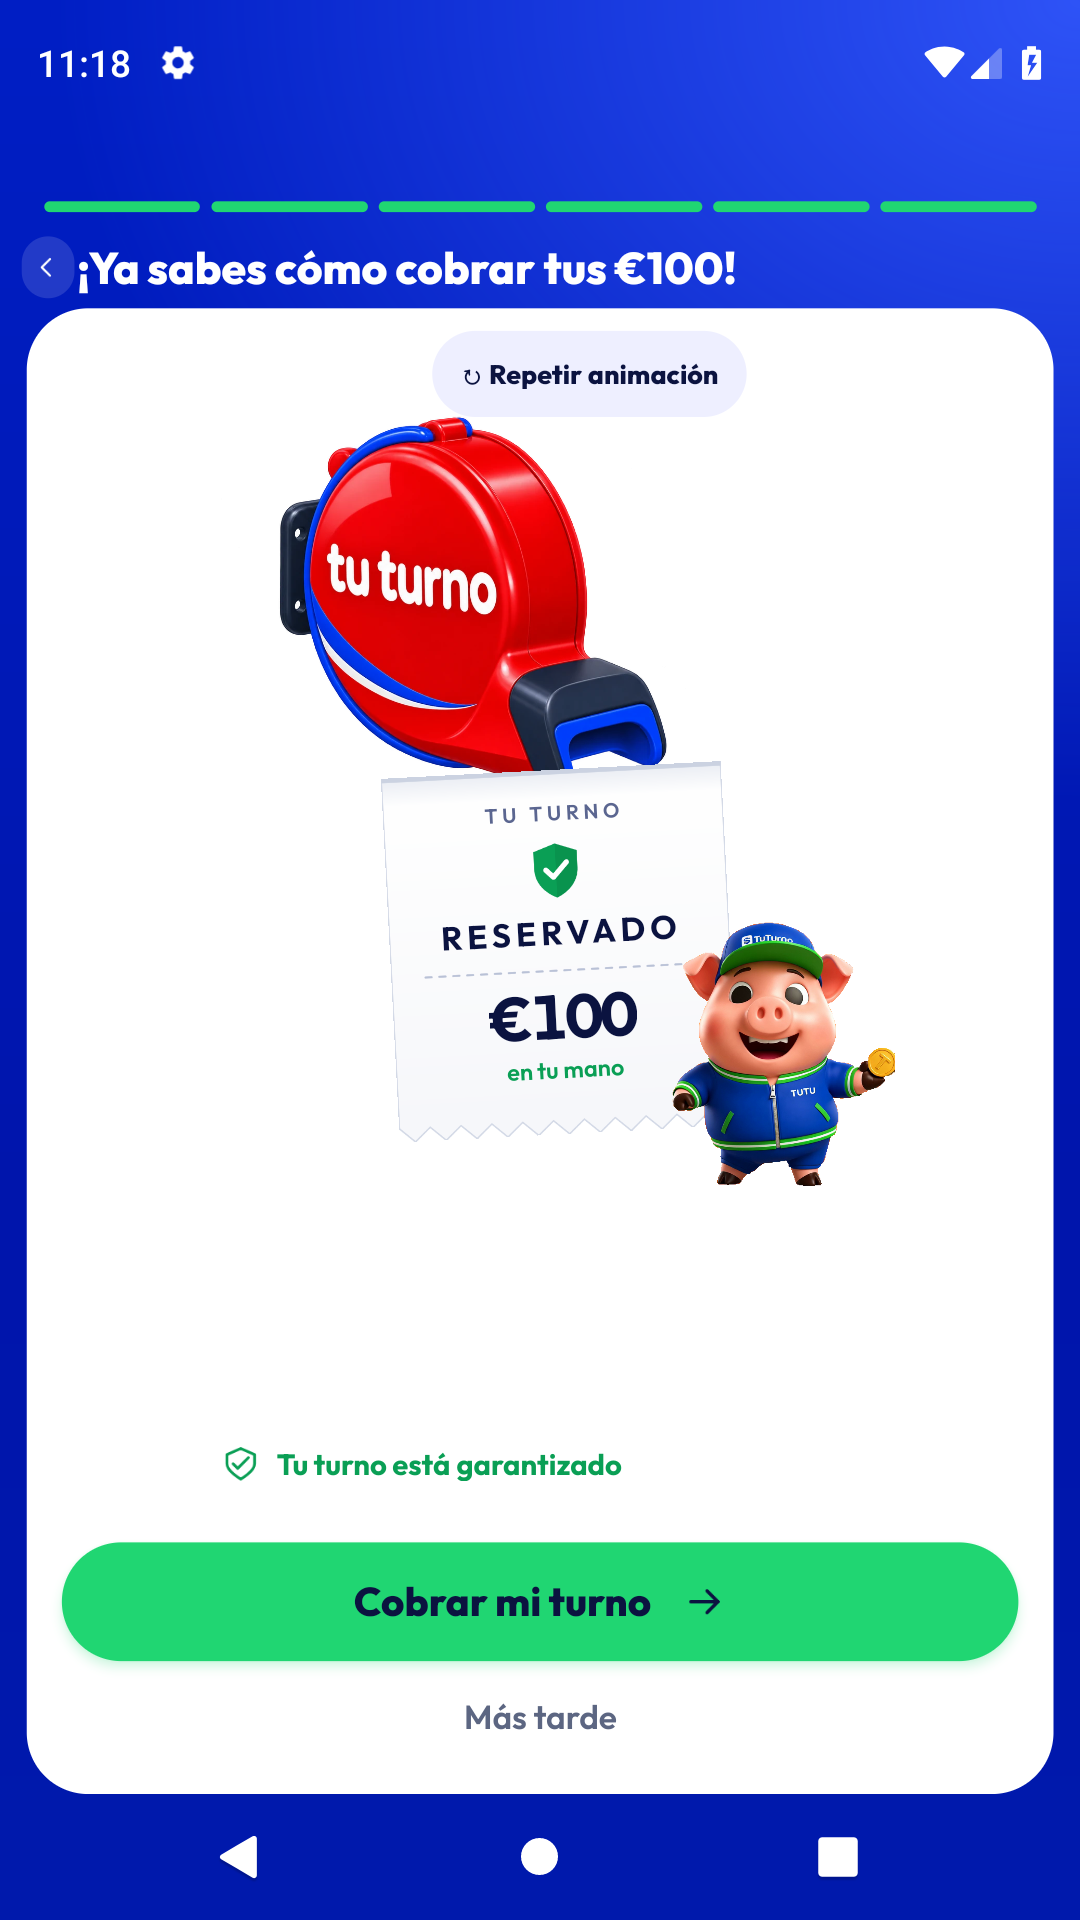 11:18
¡Ya sabes cómo cobrar tus €100!
↻ Repetir animación
tu turno
TU TURNO
RESERVADO
€100
en tu mano
TuTurno
TUTU
Tu turno está garantizado
Cobrar mi turno →
Más tarde